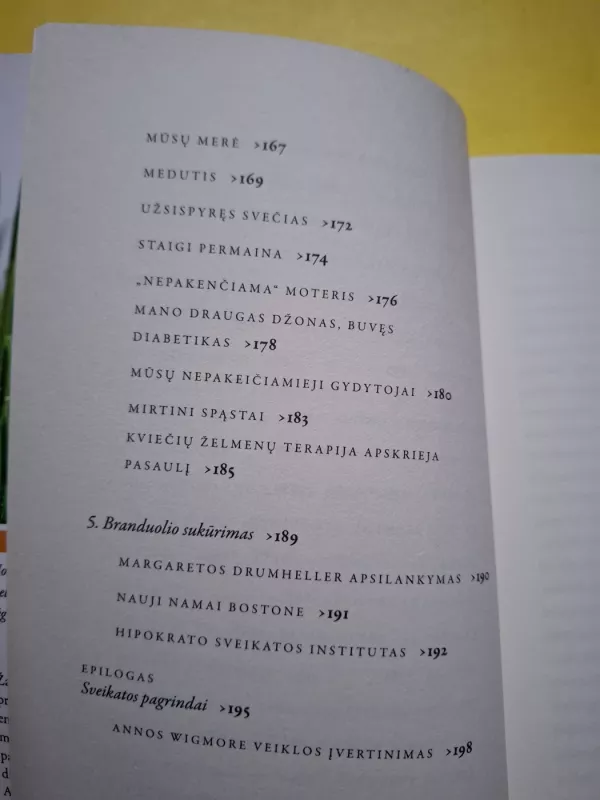 MŪSŲ MERĖ >167
MEDUTIS >169
UŽSISPYRĘS SVEČIAS >172
STAIGI PERMAINA >174
„NEPAKENČIAMA“ MOTERIS >176
MANO DRAUGAS DŽONAS, BUVĘS
DIABETIKAS >178
MŪSŲ NEPAKEIČIAMIEJI GYDYTOJAI >180
MIRTINI SPĄSTAI >183
KVIEČIŲ ŽELMENŲ TERAPIJA APSKRIEJA
PASAULĮ >185
5. Branduolio sukūrimas >189
MARGARETOS DRUMHELLER APSILANKYMAS >190
NAUJI NAMAI BOSTONE >191
HIPOKRATO SVEIKATOS INSTITUTAS >192
EPILOGAS
Sveikatos pagrindai >195
ANNOS WIGMORE VEIKLOS ĮVERTINIMAS >198